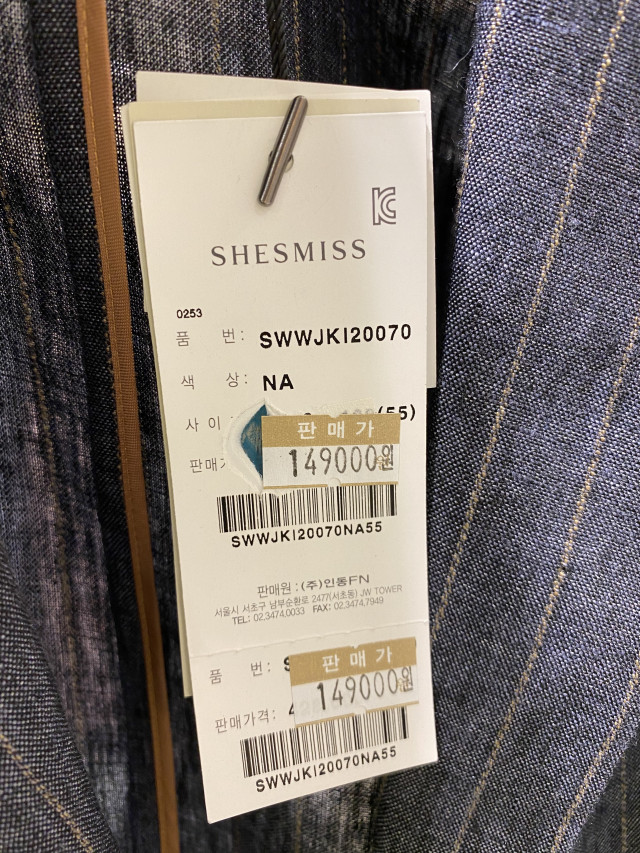 SHESMISS
0253
품 번: SWWJKI20070
색 상: NA
사이 (55)
판매가
판매 149000원
SWWJKI20070NA55
판매원 : (주)인동FN
서울시 서초구 남부순환로 2477(서초동) JW TOWER
TEL: 02.3474.0033 FAX: 02.3474.7949
품 번: S 판매가
판매가격: 149000원
SWWJKI20070NA55